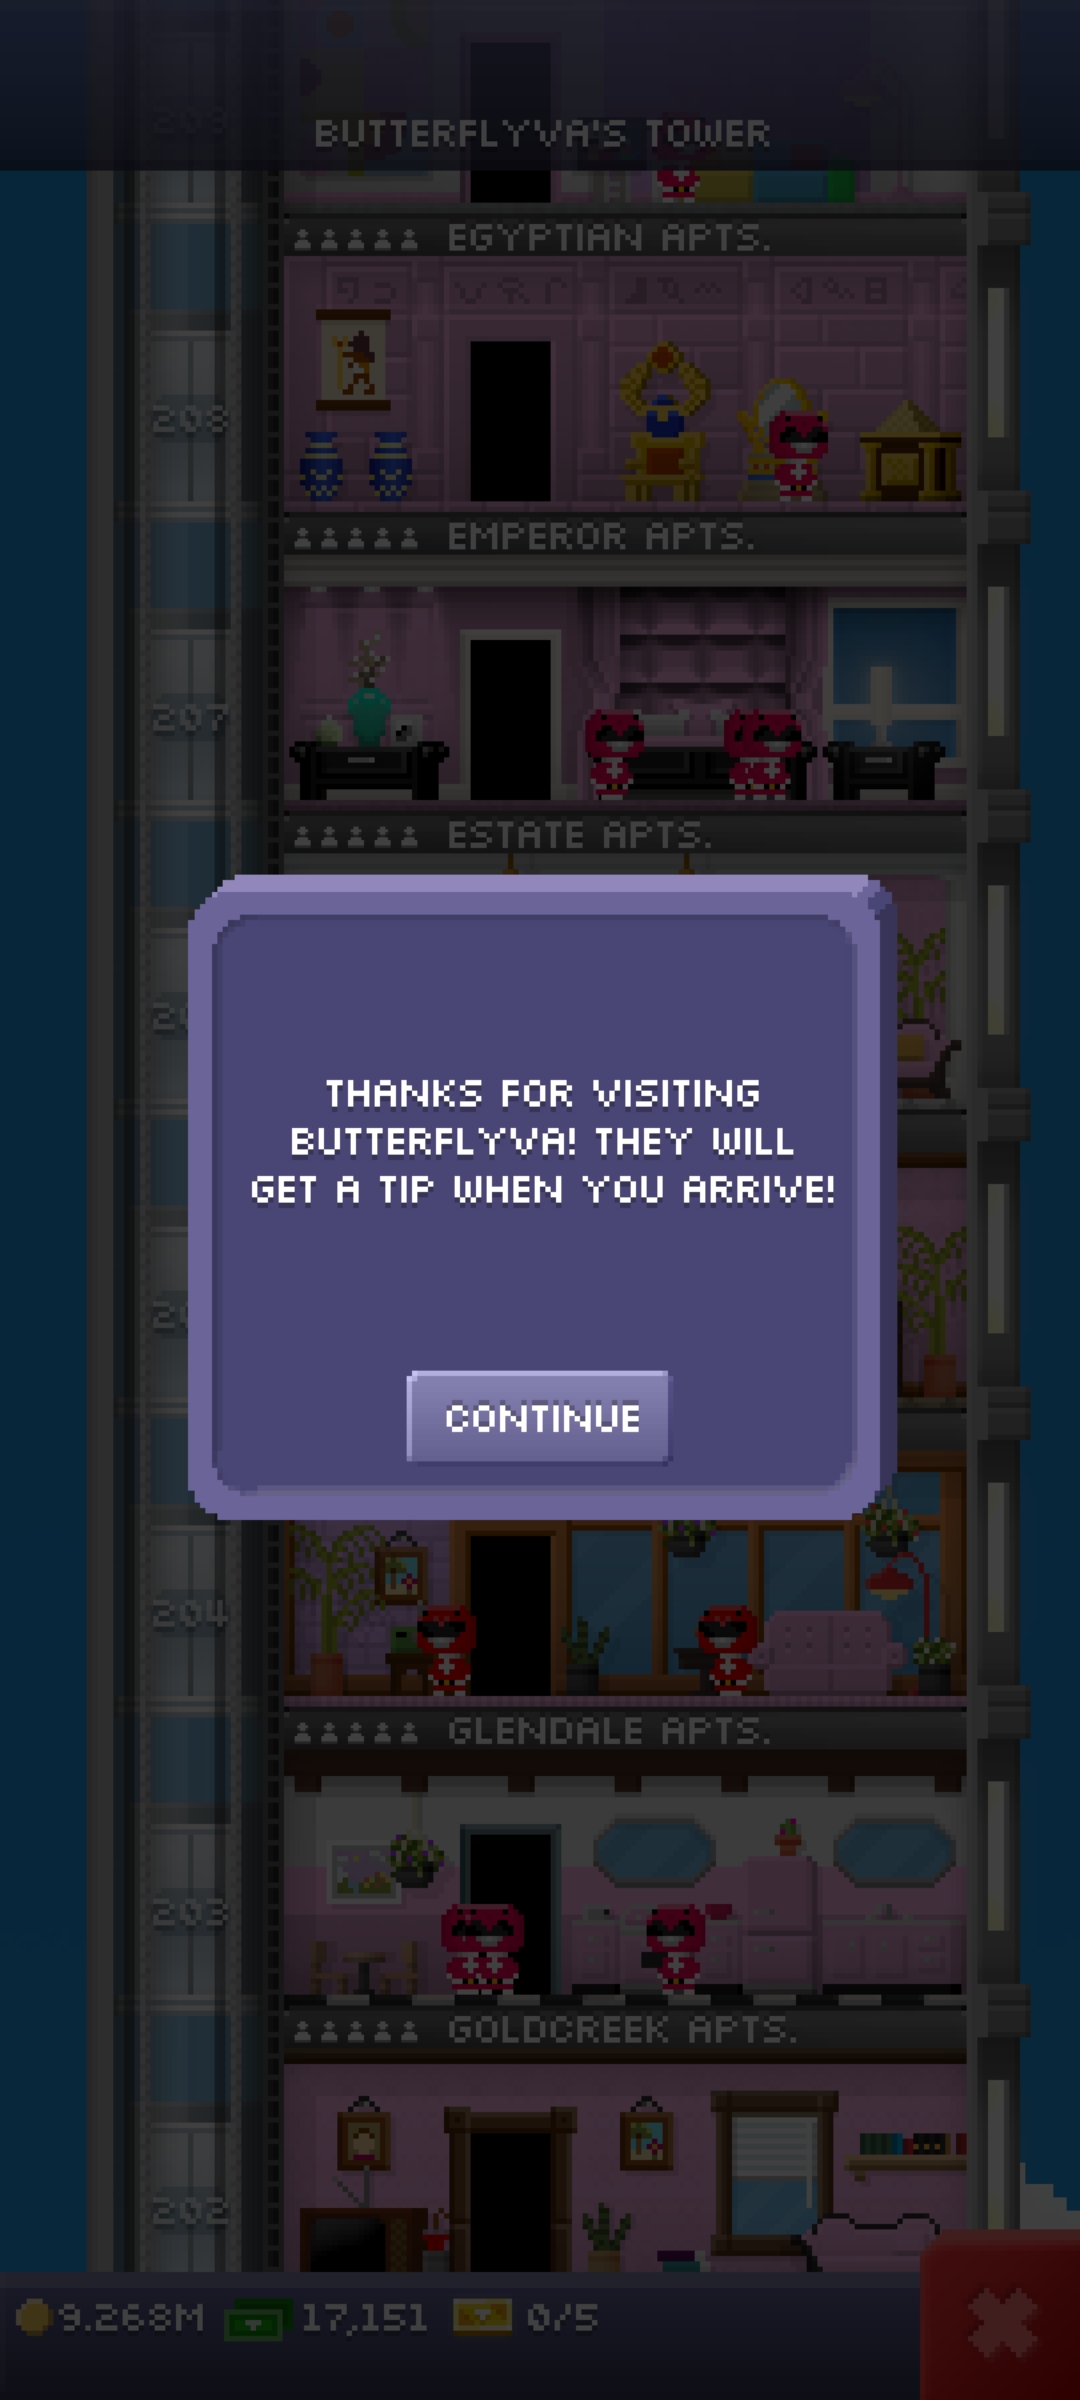 BUTTERFLYVA'S TOWER
EGYPTIAN APTS.
208
EMPEROR APTS.
207
ESTATE APTS.
THANKS FOR VISITING
BUTTERFLYVA! THEY WILL
GET A TIP WHEN YOU ARRIVE!
CONTINUE
204
GLENDALE APTS.
203
GOLDCREEK APTS.
202
9.268M 17,151 0/5